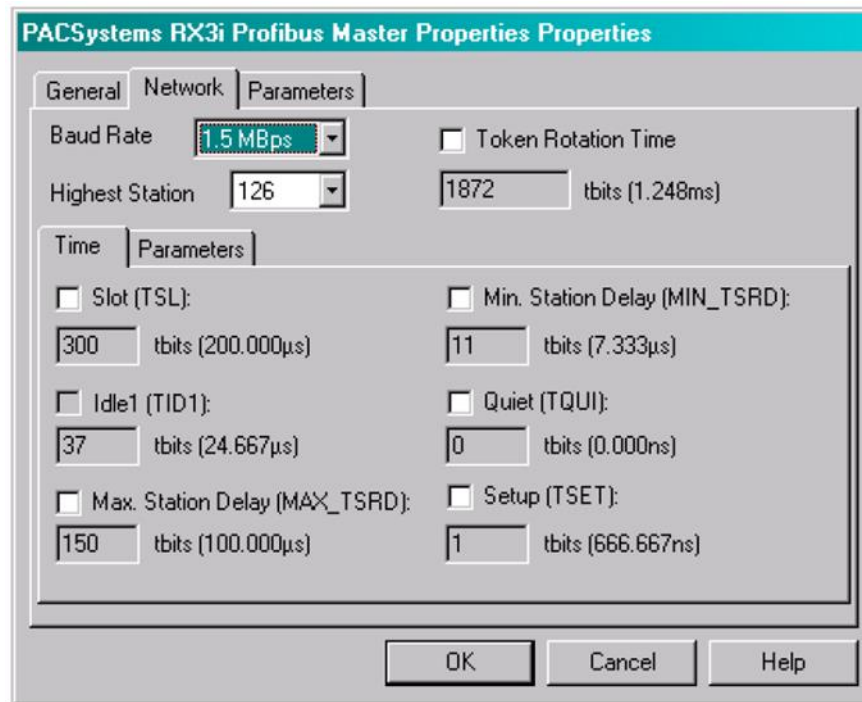 PACSystems RX3i Profibus Master Properties Properties
General Network Parameters
Baud Rate 1.5 MBps Token Rotation Time
Highest Station 126 1872 tbits (1.248ms)
Time Parameters
Slot (TSL): Min. Station Delay (MIN_TSRD):
300 tbits (200.000µs) 11 tbits (7.333µs)
Idle1 (TID1): Quiet (TQUI):
37 tbits (24.667µs) 0 tbits (0.000ns)
Max. Station Delay (MAX_TSRD): Setup (TSET):
150 tbits (100.000µs) 1 tbits (666.667ns)
OK Cancel Help